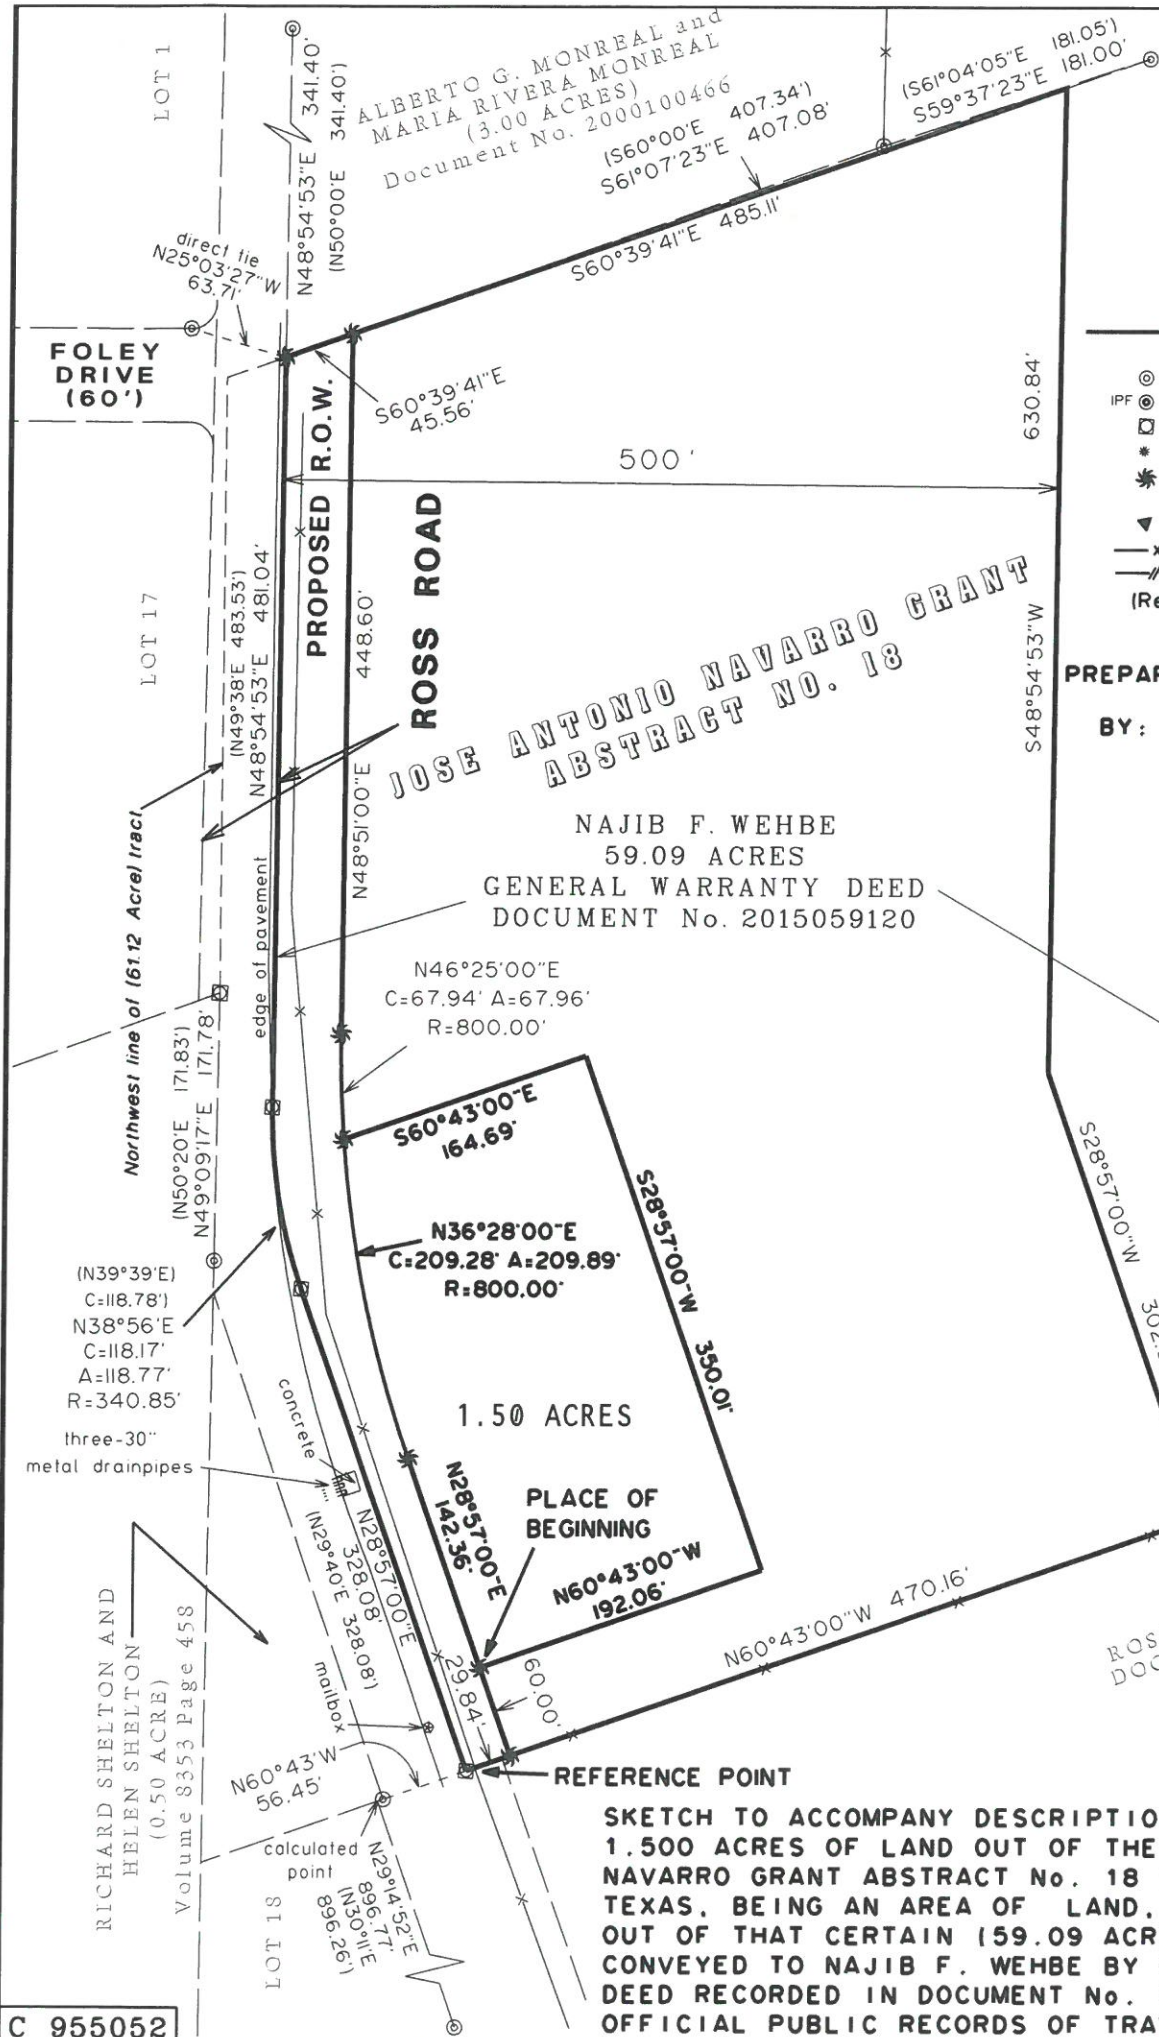 LOT 1
341.40'
N48°54'53"E
(N50°00'E 341.40')
ALBERTO G. MONREAL and
MARIA RIVERA MONREAL
(3.00 ACRES)
Document No. 2000100466
(S60°00'E 407.34')
S61°07'23"E 407.08'
(S61°04'05"E 181.05')
S59°37'23"E 181.00'
S60°39'41"E 485.11'
direct tie
N25°03'27"W
63.71'
FOLEY
DRIVE
(60')
S60°39'41"E
45.56'
PROPOSED R.O.W.
ROSS ROAD
500'
630.84'
S48°54'53"W
IPF
(Re
PREPAR
BY:
LOT 17
(N49°38'E 483.53')
N48°54'53"E 481.04'
448.60'
N48°51'00"E
JOSE ANTONIO NAVARRO GRANT
ABSTRACT NO. 18
NAJIB F. WEHBE
59.09 ACRES
GENERAL WARRANTY DEED
DOCUMENT No. 2015059120
Northwest line of (61.12 Acre) tract
edge of pavement
N46°25'00"E
C=67.94' A=67.96'
R=800.00'
(N50°20'E 171.83')
N49°09'17"E 171.78'
S60°43'00"E
164.69'
S28°57'00"W 350.01'
S28°57'00"W
302.
N36°28'00"E
C=209.28' A=209.89'
R=800.00'
(N39°39'E)
C=118.78')
N38°56'E
C=118.17'
A=118.77'
R=340.85'
three-30"
metal drainpipes
concrete
1.50 ACRES
N28°57'00"E
142.36'
PLACE OF
BEGINNING
N60°43'00"W
192.06'
N28°57'00"E
328.08'
(N29°40'E 328.08')
N60°43'00"W 470.16'
ROS
DOC
RICHARD SHELTON AND
HELEN SHELTON
(0.50 ACRE)
Volume 8353 Page 458
mailbox
29.84'
60.00'
N60°43'W
56.45'
REFERENCE POINT
calculated
point
LOT 18
N29°14'52"E
896.77'
(N30°11'E
896.26')
SKETCH TO ACCOMPANY DESCRIPTIO
1.500 ACRES OF LAND OUT OF THE
NAVARRO GRANT ABSTRACT No. 18
TEXAS, BEING AN AREA OF LAND,
OUT OF THAT CERTAIN (59.09 ACR
CONVEYED TO NAJIB F. WEHBE BY
DEED RECORDED IN DOCUMENT No.
OFFICIAL PUBLIC RECORDS OF TRA
C 955052